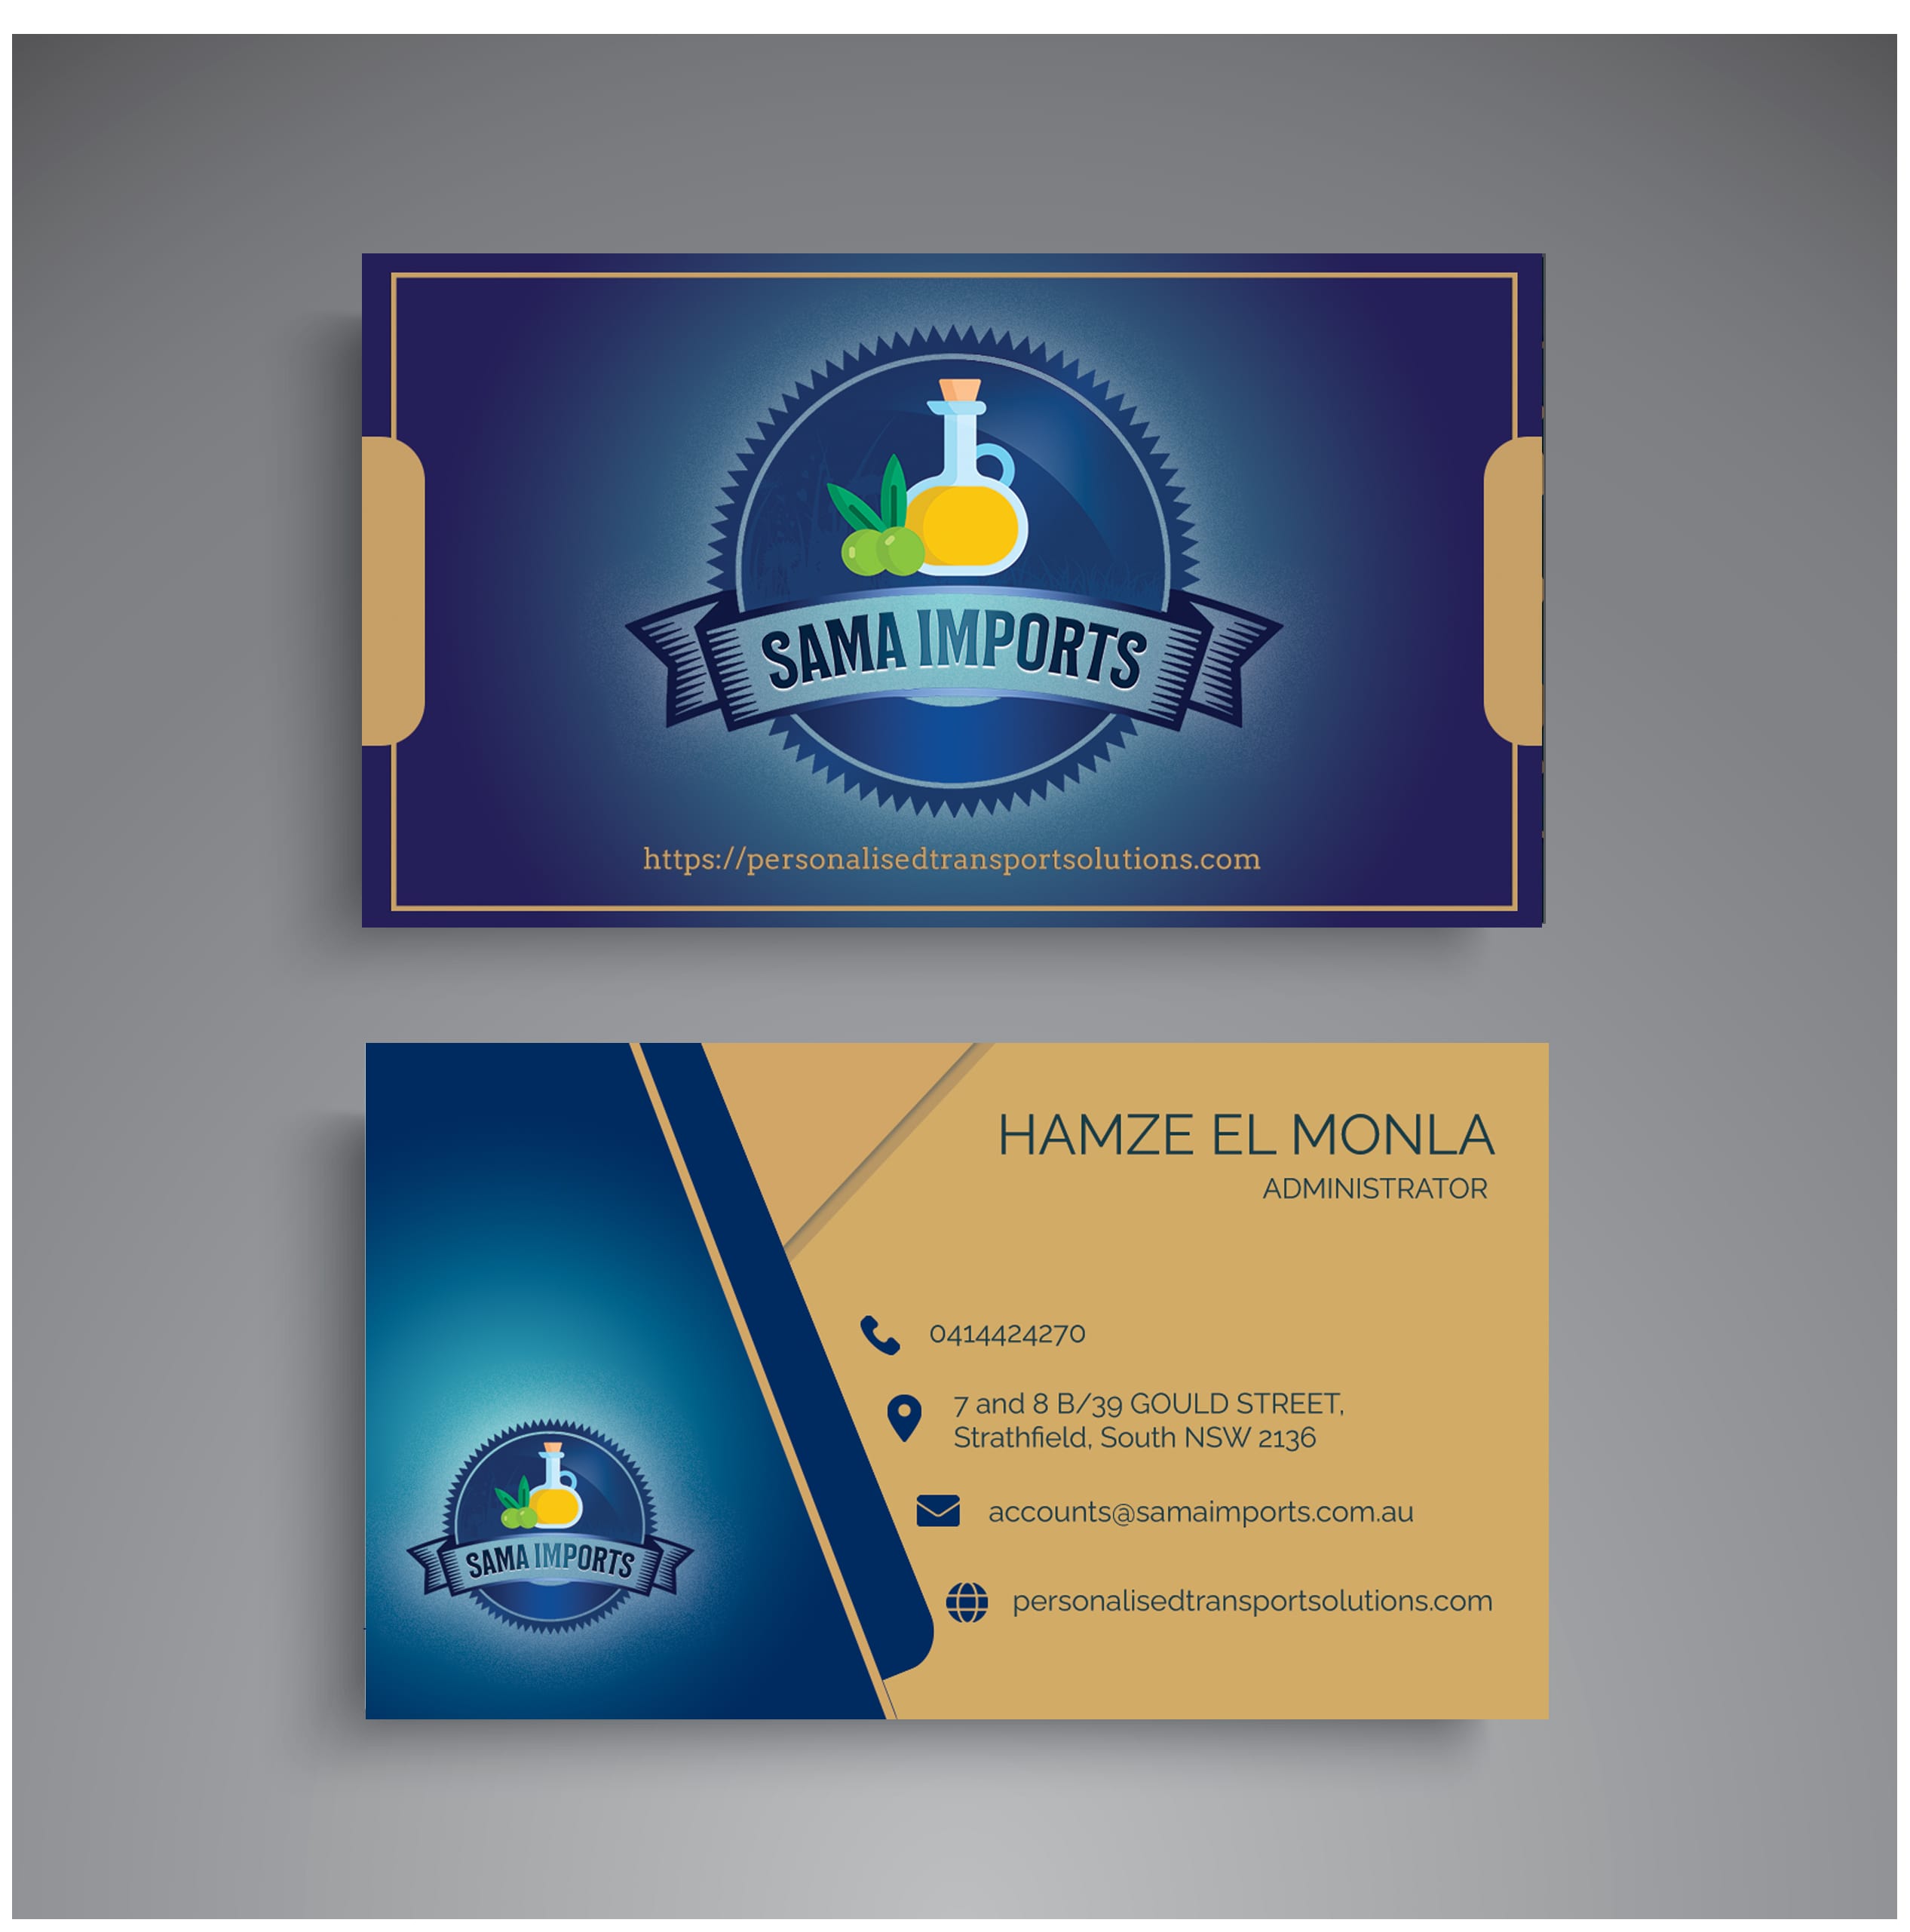 SAMA IMPORTS
https://personalisedtransportsolutions.com
HAMZE EL MONLA
ADMINISTRATOR
0414424270
7 and 8 B/39 GOULD STREET,
Strathfield, South NSW 2136
accounts@samaimports.com.au
personalisedtransportsolutions.com
SAMA IMPORTS